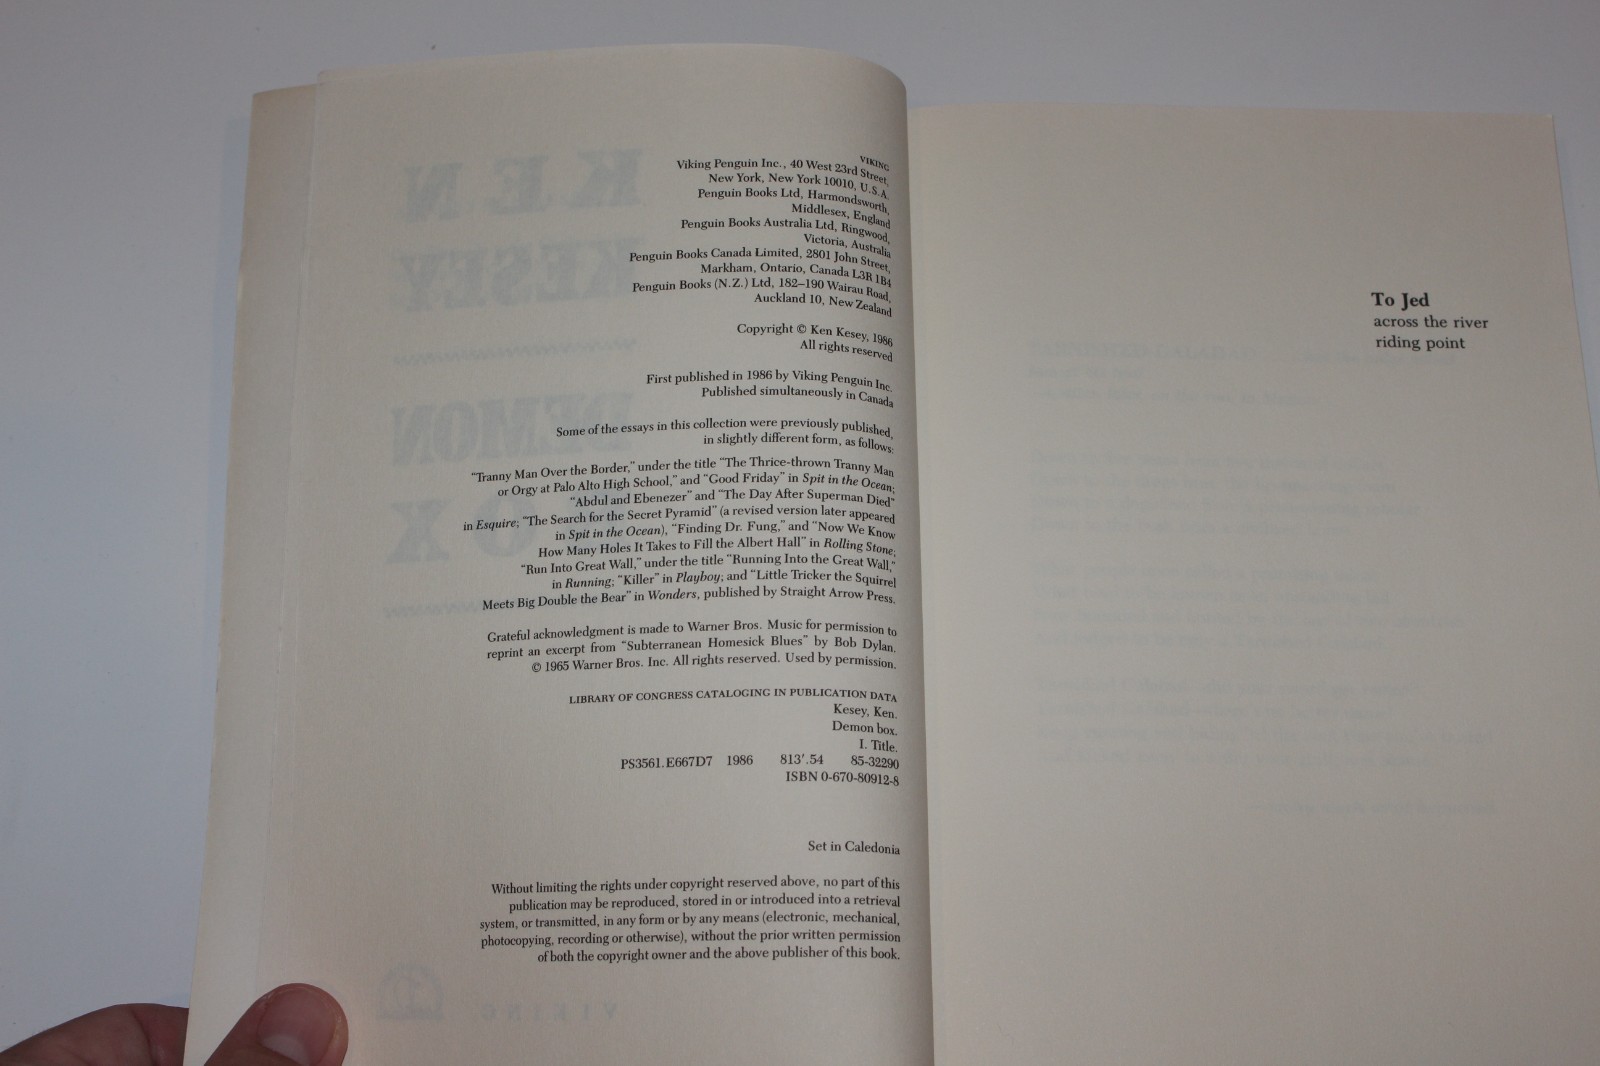 VIKING
Viking Penguin Inc., 40 West 23rd Street,
New York, New York 10010, U.S.A.
Penguin Books Ltd, Harmondsworth,
Middlesex, England
Penguin Books Australia Ltd, Ringwood,
Victoria, Australia
Penguin Books Canada Limited, 2801 John Street,
Markham, Ontario, Canada L3R 1B4
Penguin Books (N.Z.) Ltd, 182–190 Wairau Road,
Auckland 10, New Zealand
Copyright © Ken Kesey, 1986
All rights reserved
First published in 1986 by Viking Penguin Inc.
Published simultaneously in Canada
Some of the essays in this collection were previously published,
in slightly different form, as follows:
"Tranny Man Over the Border," under the title "The Thrice-thrown Tranny Man
or Orgy at Palo Alto High School," and "Good Friday" in Spit in the Ocean;
"Abdul and Ebenezer" and "The Day After Superman Died"
in Esquire; "The Search for the Secret Pyramid" (a revised version later appeared
in Spit in the Ocean), "Finding Dr. Fung," and "Now We Know
How Many Holes It Takes to Fill the Albert Hall" in Rolling Stone;
"Run Into Great Wall," under the title "Running Into the Great Wall,"
in Running; "Killer" in Playboy; and "Little Tricker the Squirrel
Meets Big Double the Bear" in Wonders, published by Straight Arrow Press.
Grateful acknowledgment is made to Warner Bros. Music for permission to
reprint an excerpt from "Subterranean Homesick Blues" by Bob Dylan.
© 1965 Warner Bros. Inc. All rights reserved. Used by permission.
LIBRARY OF CONGRESS CATALOGING IN PUBLICATION DATA
Kesey, Ken.
Demon box.
I. Title.
PS3561.E667D7 1986 813'.54 85-32290
ISBN 0-670-80912-8
Set in Caledonia
Without limiting the rights under copyright reserved above, no part of this
publication may be reproduced, stored in or introduced into a retrieval
system, or transmitted, in any form or by any means (electronic, mechanical,
photocopying, recording or otherwise), without the prior written permission
of both the copyright owner and the above publisher of this book.
KEN
KESEY
DEMON
BOX
VIKING
To Jed
across the river
riding point